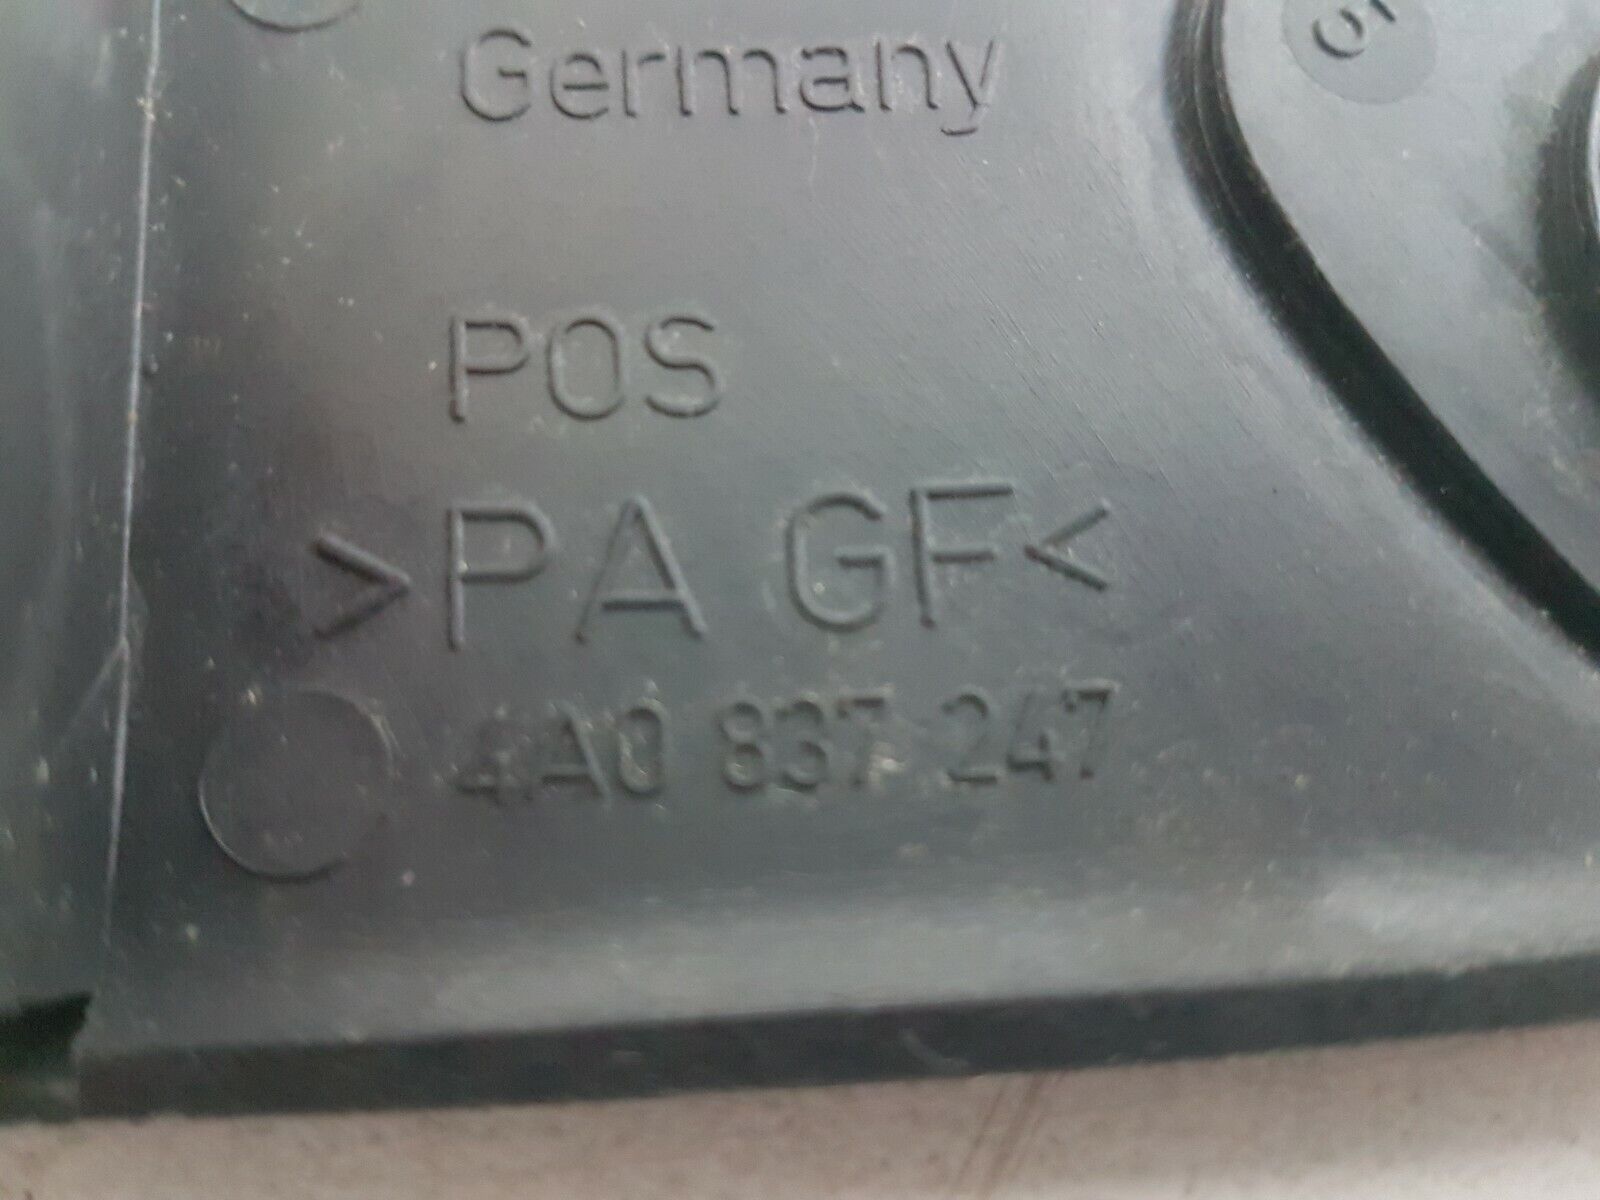 Germany
POS
>PA GF<
4A0 837 247